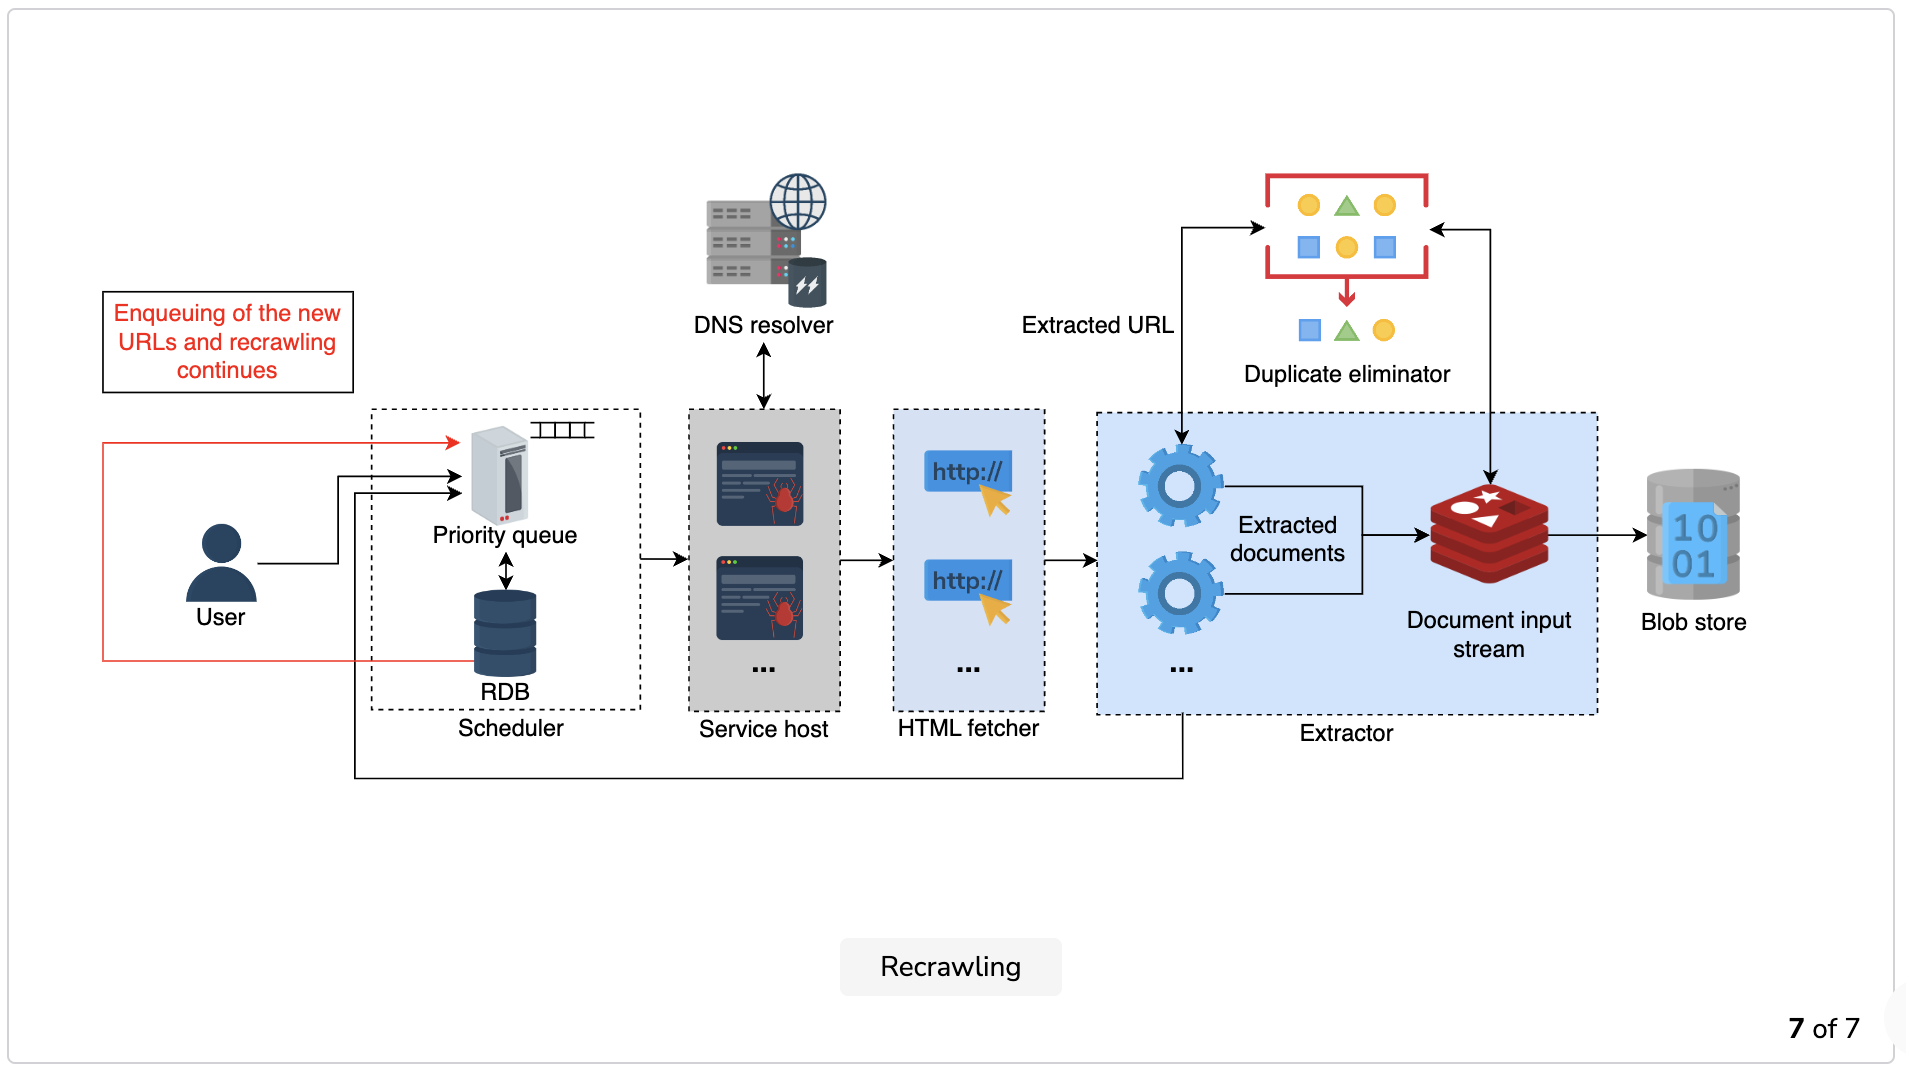 DNS resolver
Extracted URL
Duplicate eliminator
Enqueuing of the new
URLs and recrawling
continues
Priority queue
RDB
Scheduler
User
...
Service host
http://
http://
...
HTML fetcher
Extracted
documents
...
Document input
stream
Extractor
10
01
Blob store
Recrawling
7 of 7